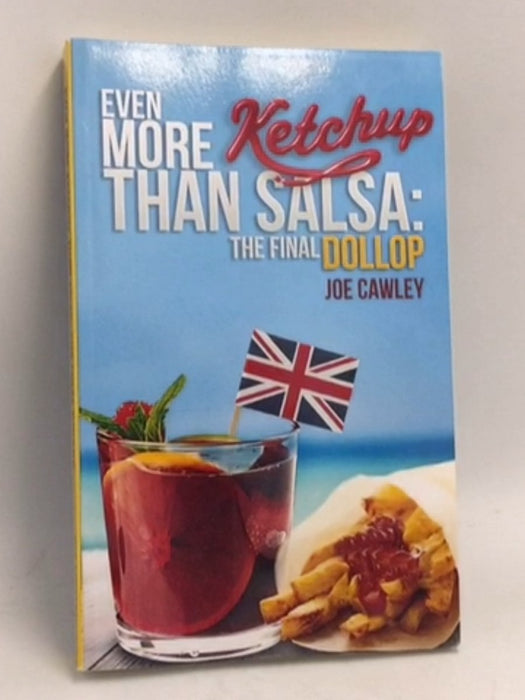 EVEN
MORE Ketchup
THAN SALSA:
THE FINAL DOLLOP
JOE CAWLEY